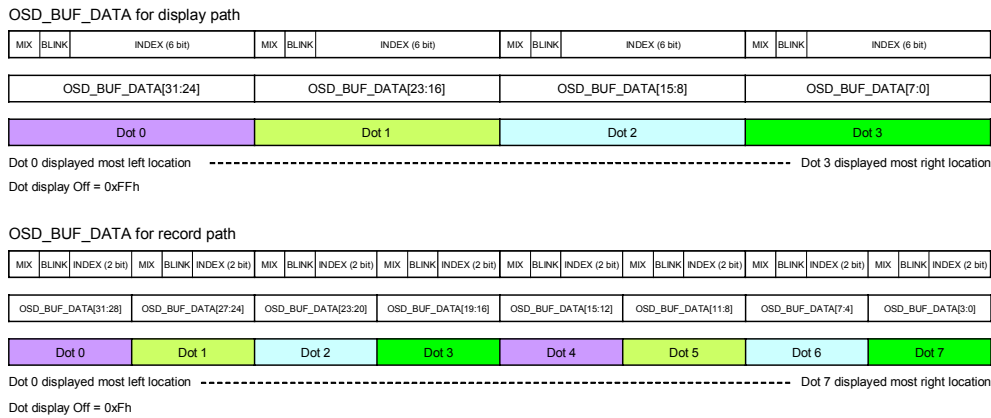 OSD_BUF_DATA for display path
MIX BLINK INDEX (6 bit) MIX BLINK INDEX (6 bit) MIX BLINK INDEX (6 bit) MIX BLINK INDEX (6 bit)
OSD_BUF_DATA[31:24] OSD_BUF_DATA[23:16] OSD_BUF_DATA[15:8] OSD_BUF_DATA[7:0]
Dot 0 Dot 1 Dot 2 Dot 3
Dot 0 displayed most left location Dot 3 displayed most right location
Dot display Off = 0xFFh
OSD_BUF_DATA for record path
MIX BLINK INDEX (2 bit) MIX BLINK INDEX (2 bit) MIX BLINK INDEX (2 bit) MIX BLINK INDEX (2 bit) MIX BLINK INDEX (2 bit) MIX BLINK INDEX (2 bit) MIX BLINK INDEX (2 bit) MIX BLINK INDEX (2 bit)
OSD_BUF_DATA[31:28] OSD_BUF_DATA[27:24] OSD_BUF_DATA[23:20] OSD_BUF_DATA[19:16] OSD_BUF_DATA[15:12] OSD_BUF_DATA[11:8] OSD_BUF_DATA[7:4] OSD_BUF_DATA[3:0]
Dot 0 Dot 1 Dot 2 Dot 3 Dot 4 Dot 5 Dot 6 Dot 7
Dot 0 displayed most left location Dot 7 displayed most right location
Dot display Off = 0xFh